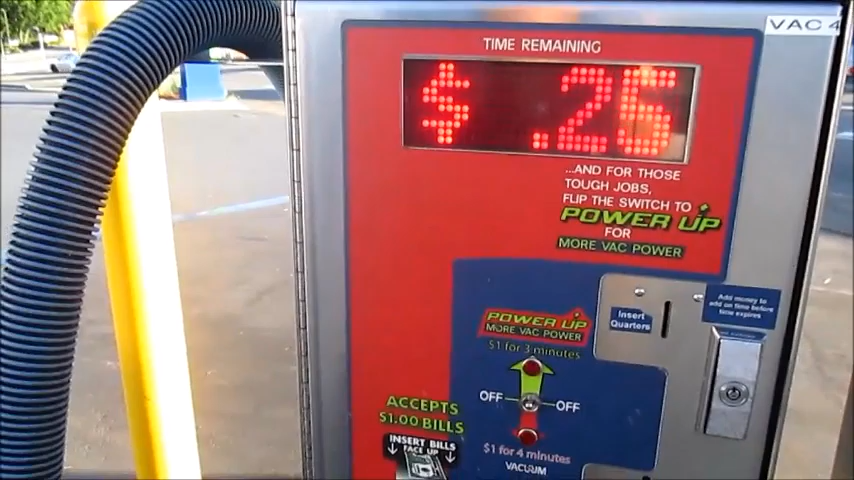 VAC 4
TIME REMAINING
$ .26
...AND FOR THOSE
TOUGH JOBS,
FLIP THE SWITCH TO
POWER UP
FOR
MORE VAC POWER
Add money to
add on time before
time expires
Insert
Quarters
POWER UP
MORE VAC POWER
$1 for 3 minutes
OFF OFF
$1 for 4 minutes
VACUUM
ACCEPTS
$1.00 BILLS
INSERT BILLS
FACE UP